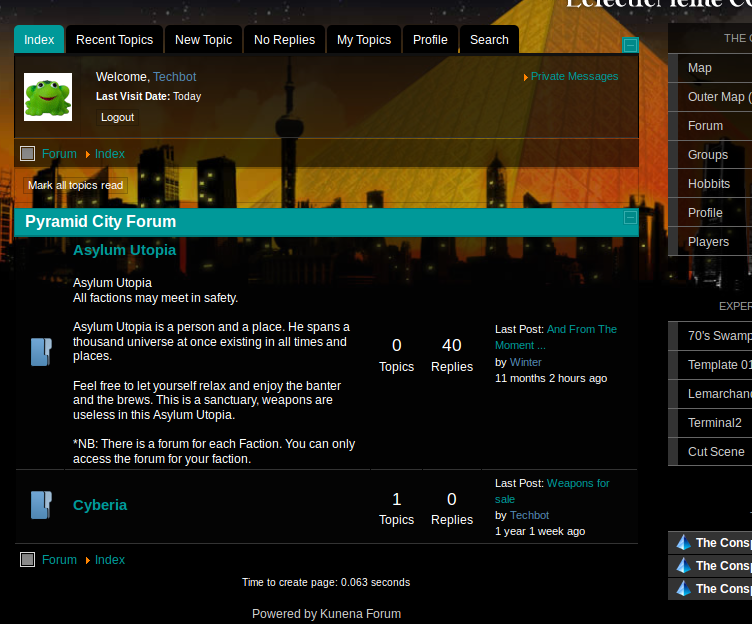 Index
Recent Topics
New Topic
No Replies
My Topics
Profile
Search
Welcome, Techbot
Last Visit Date: Today
Logout
Private Messages
Forum Index
Mark all topics read
Pyramid City Forum
Asylum Utopia
Asylum Utopia
All factions may meet in safety.
Asylum Utopia is a person and a place. He spans a
thousand universe at once existing in all times and
places.
Feel free to let yourself relax and enjoy the banter
and the brews. This is a sanctuary, weapons are
useless in this Asylum Utopia.
*NB: There is a forum for each Faction. You can only
access the forum for your faction.
0
Topics
40
Replies
Last Post: And From The
Moment ...
by Winter
11 months 2 hours ago
Cyberia
1
Topics
0
Replies
Last Post: Weapons for
sale
by Techbot
1 year 1 week ago
Forum Index
Time to create page: 0.063 seconds
Powered by Kunena Forum
THE
Map
Outer Map (
Forum
Groups
Hobbits
Profile
Players
EXPER
70's Swamp
Template 01
Lemarchand
Terminal2
Cut Scene
The Consp
The Consp
The Consp